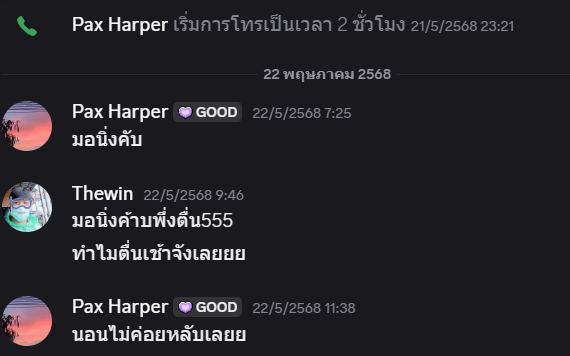 Pax Harper เริ่มการโทรเป็นเวลา 2 ชั่วโมง 21/5/2568 23:21
22 พฤษภาคม 2568
Pax Harper GOOD 22/5/2568 7:25
มอนิ่งคับ
Thewin 22/5/2568 9:46
มอนิ่งค้าบพึ่งตื่น555
ทำไมตื่นเช้าจังเลยยย
Pax Harper GOOD 22/5/2568 11:38
นอนไม่ค่อยหลับเลยยย